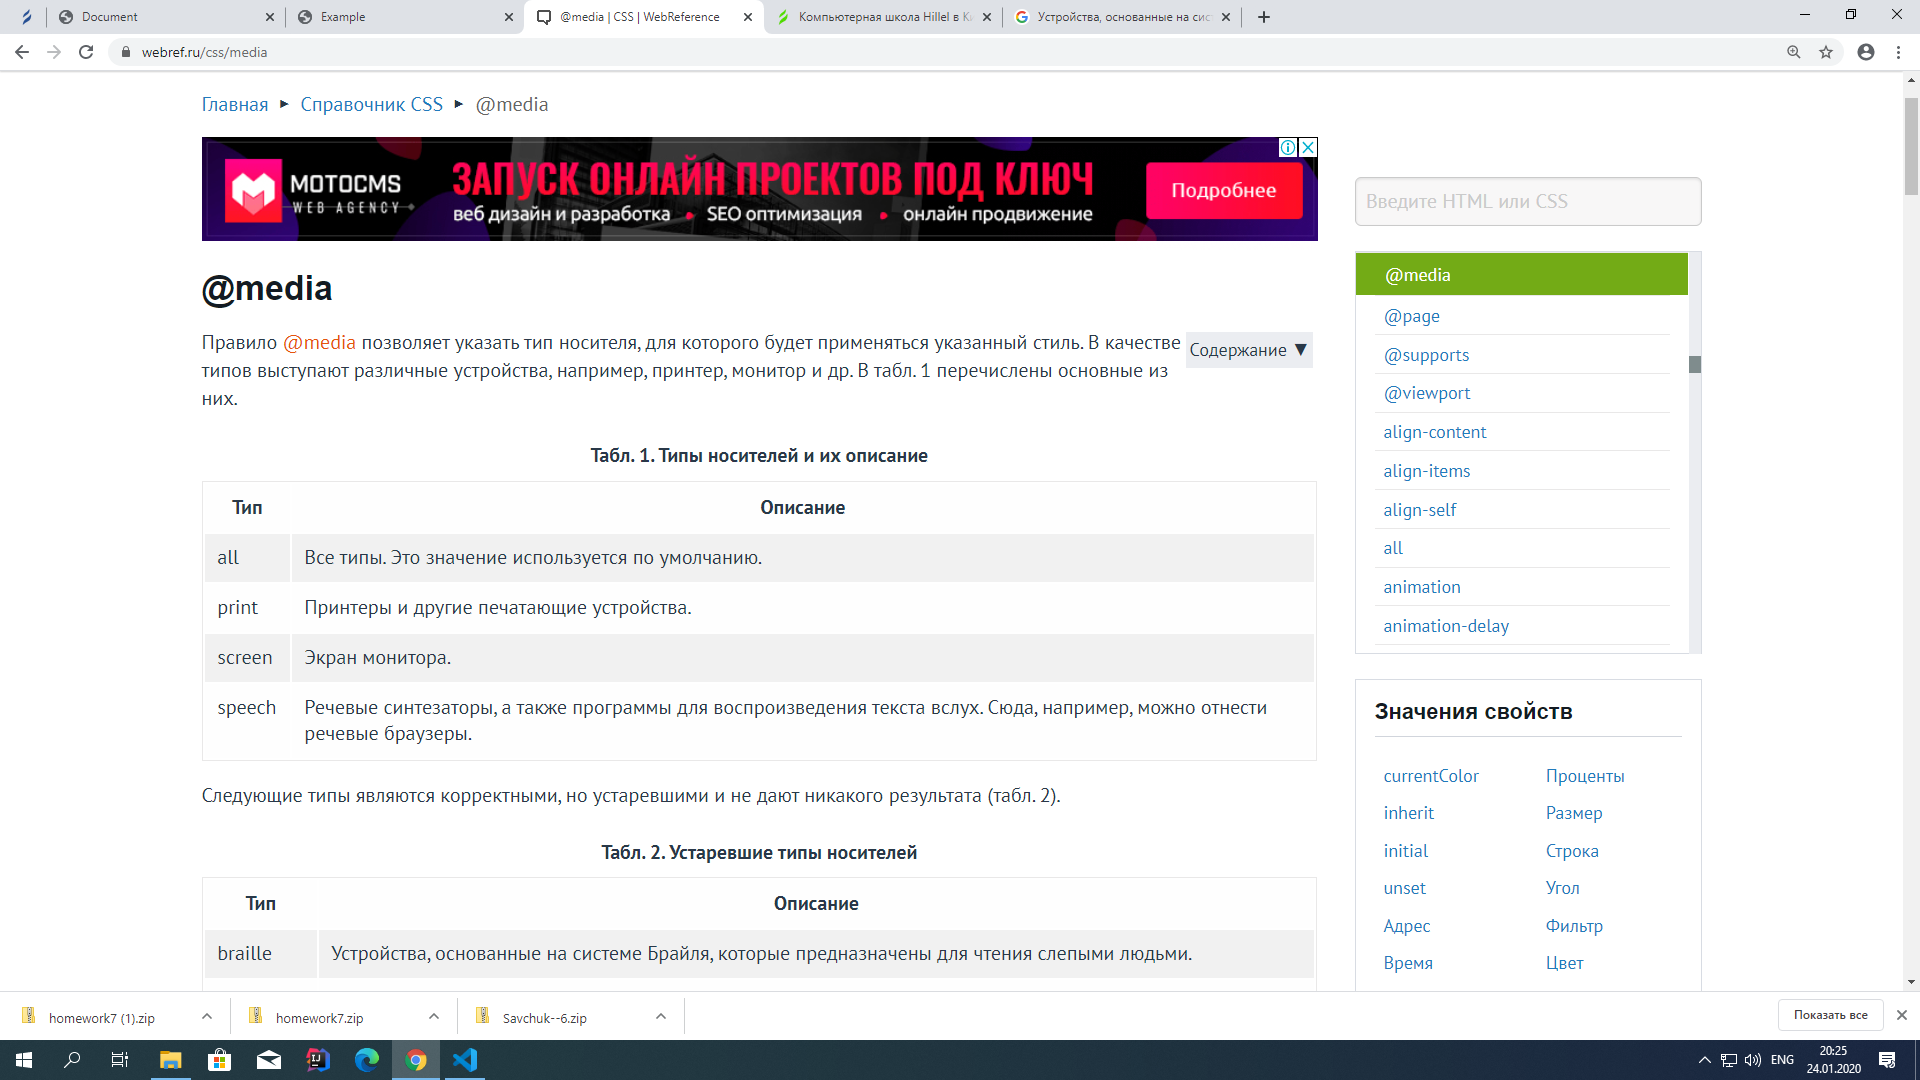 Document
Example
@media | CSS | WebReference
Компьютерная школа Hillel в К
Устройства, основанные на сис
webref.ru/css/media
Главная ► Справочник CSS ► @media
MOTOCMS
WEB AGENCY
ЗАПУСК ОНЛАЙН ПРОЕКТОВ ПОД КЛЮЧ
веб дизайн и разработка • SEO оптимизация • онлайн продвижение
Подробнее
Введите HTML или CSS
@media
Правило @media позволяет указать тип носителя, для которого будет применяться указанный стиль. В качестве
типов выступают различные устройства, например, принтер, монитор и др. В табл. 1 перечислены основные из
них.
Содержание ▼
Табл. 1. Типы носителей и их описание
Тип Описание
all Все типы. Это значение используется по умолчанию.
print Принтеры и другие печатающие устройства.
screen Экран монитора.
speech Речевые синтезаторы, а также программы для воспроизведения текста вслух. Сюда, например, можно отнести
речевые браузеры.
Следующие типы являются корректными, но устаревшими и не дают никакого результата (табл. 2).
Табл. 2. Устаревшие типы носителей
Тип Описание
braille Устройства, основанные на системе Брайля, которые предназначены для чтения слепыми людьми.
@media
@page
@supports
@viewport
align-content
align-items
align-self
all
animation
animation-delay
Значения свойств
currentColor Проценты
inherit Размер
initial Строка
unset Угол
Адрес Фильтр
Время Цвет
homework7 (1).zip
homework7.zip
Savchuk--6.zip
Показать все
ENG
20:25
24.01.2020